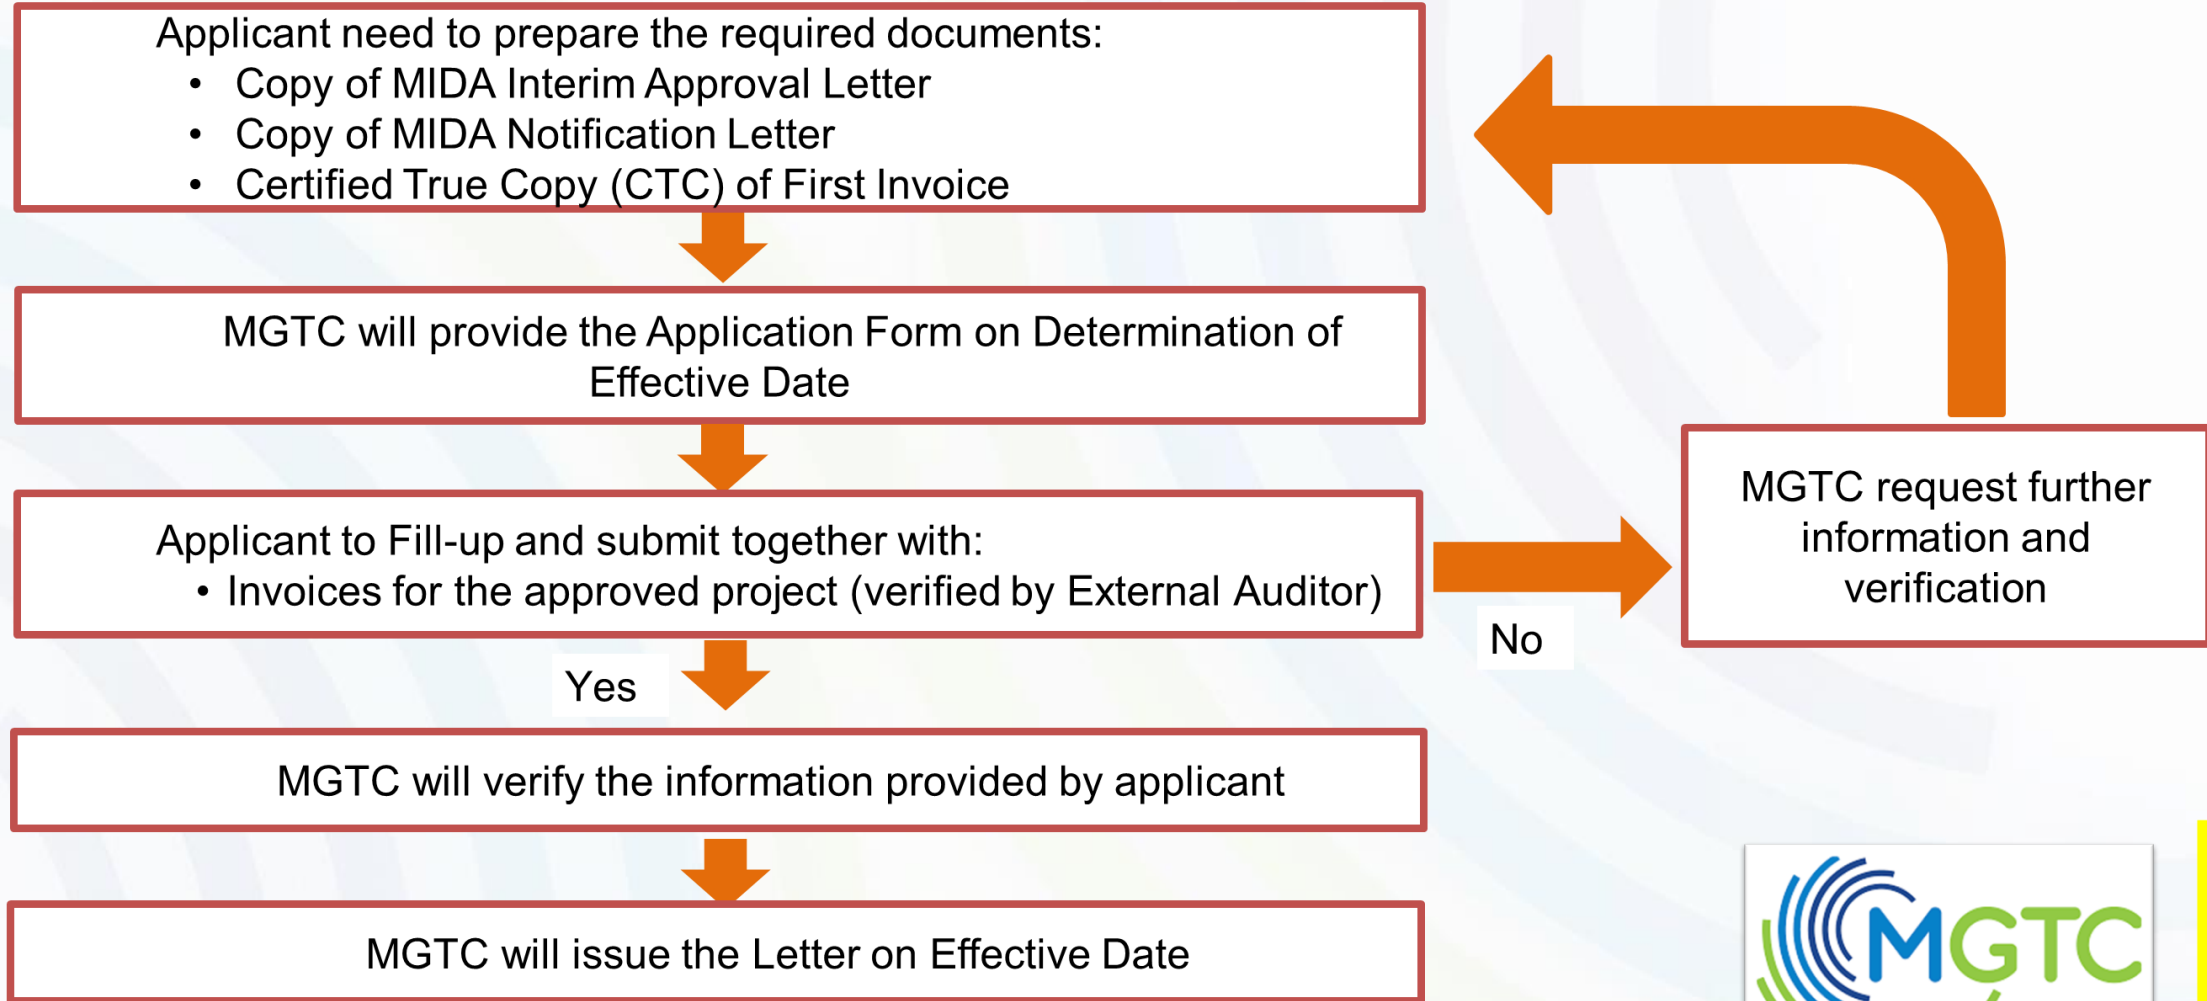 Applicant need to prepare the required documents:
• Copy of MIDA Interim Approval Letter
• Copy of MIDA Notification Letter
• Certified True Copy (CTC) of First Invoice
MGTC will provide the Application Form on Determination of
Effective Date
Applicant to Fill-up and submit together with:
• Invoices for the approved project (verified by External Auditor)
No
MGTC request further
information and
verification
Yes
MGTC will verify the information provided by applicant
MGTC will issue the Letter on Effective Date
MGTC